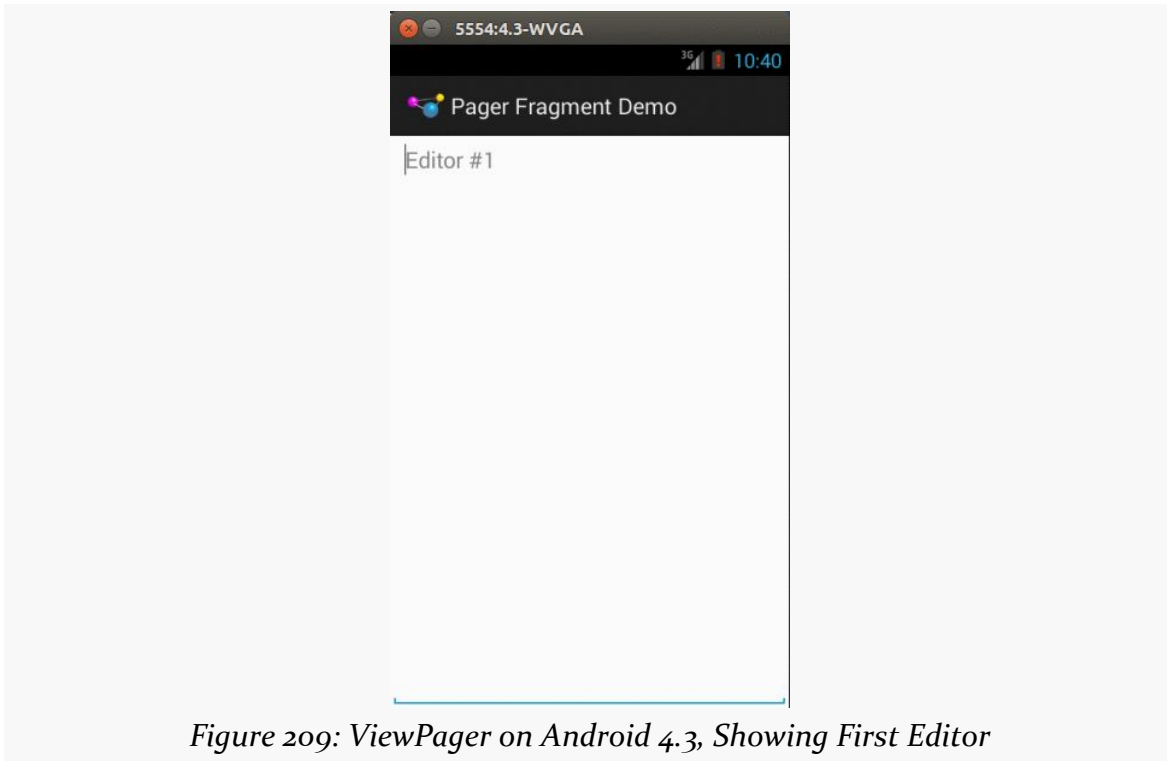 5554:4.3-WVGA
3G 10:40
Pager Fragment Demo
Editor #1
Figure 209: ViewPager on Android 4.3, Showing First Editor